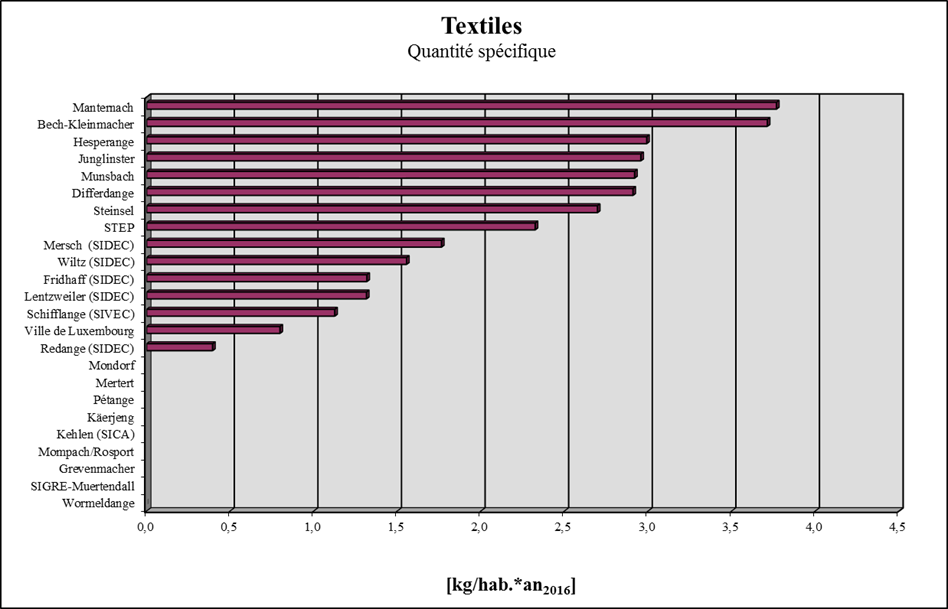 Textiles
Quantité spécifique
Manternach
Bech-Kleinmacher
Hesperange
Junglinster
Munsbach
Differdange
Steinsel
STEP
Mersch (SIDEC)
Wiltz (SIDEC)
Fridhaff (SIDEC)
Lentzweiler (SIDEC)
Schifflange (SIVEC)
Ville de Luxembourg
Redange (SIDEC)
Mondorf
Mertert
Pétange
Käerjeng
Kehlen (SICA)
Mompach/Rosport
Grevenmacher
SIGRE-Muertendall
Wormeldange
0,0 0,5 1,0 1,5 2,0 2,5 3,0 3,5 4,0 4,5
[kg/hab.*an2016]